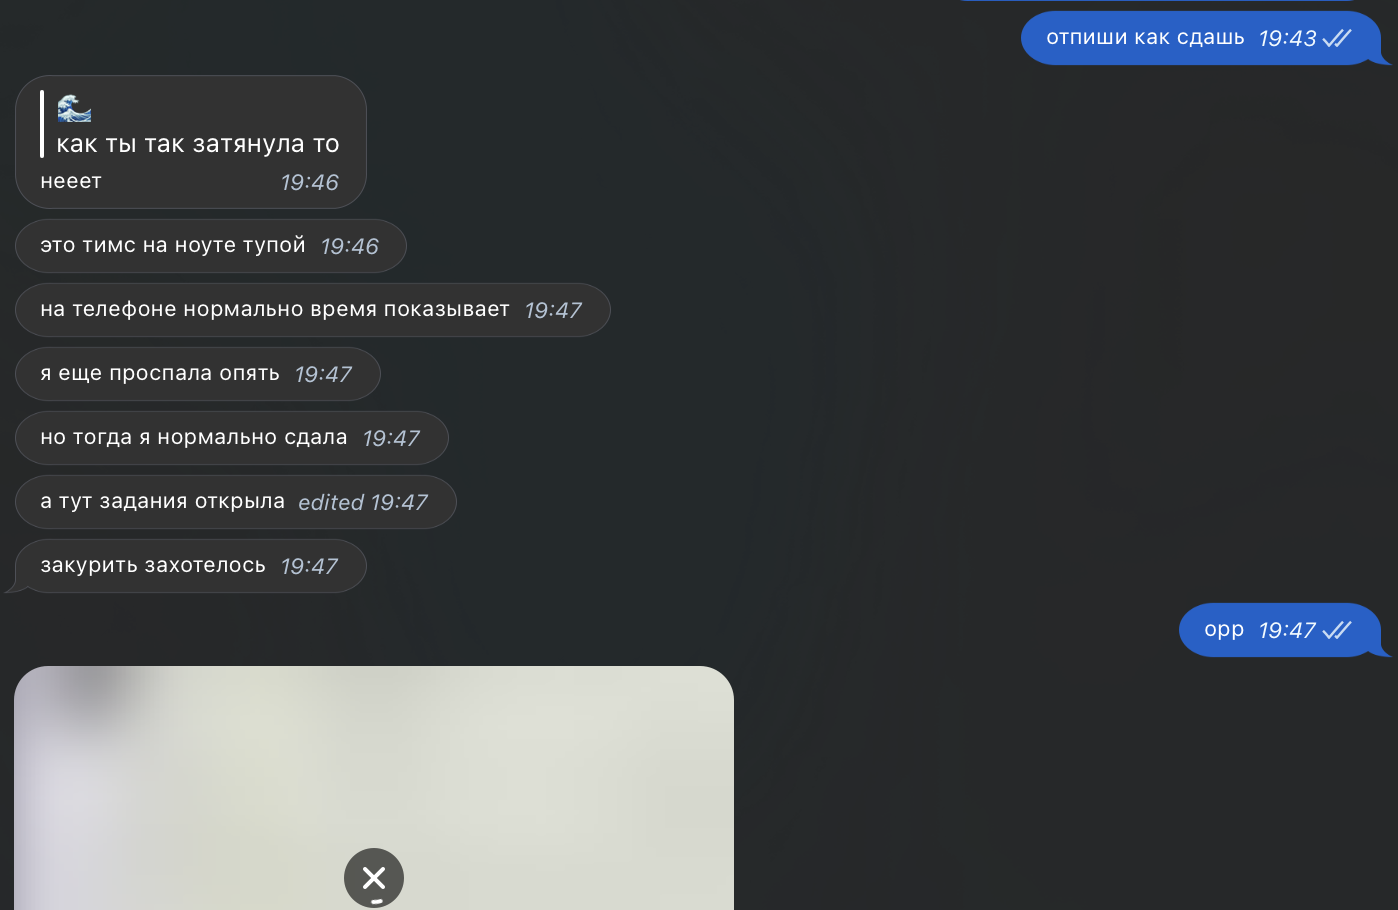 отпиши как сдашь 19:43
🌊
как ты так затянула то
нееет 19:46
это тимс на ноуте тупой 19:46
на телефоне нормально время показывает 19:47
я еще проспала опять 19:47
но тогда я нормально сдала 19:47
а тут задания открыла edited 19:47
закурить захотелось 19:47
орр 19:47